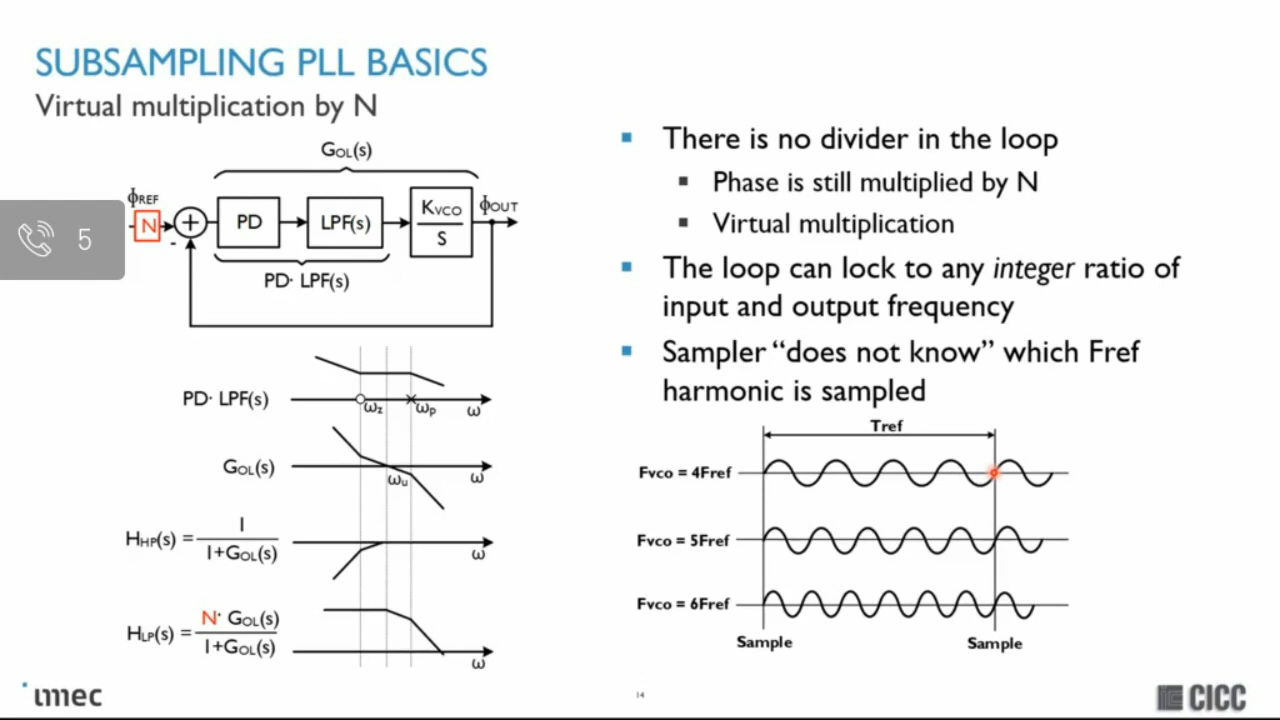 SUBSAMPLING PLL BASICS
Virtual multiplication by N
GOL(s)
ϕREF
N
+
-
PD
LPF(s)
KVCO
S
ϕOUT
PD· LPF(s)
5
PD· LPF(s)
ωz
ωp
ω
GOL(s)
ωu
ω
HHP(s) =
1
1+GOL(s)
ω
HLP(s) =
N· GOL(s)
1+GOL(s)
ω
There is no divider in the loop
Phase is still multiplied by N
Virtual multiplication
The loop can lock to any integer ratio of
input and output frequency
Sampler “does not know” which Fref
harmonic is sampled
Tref
Fvco = 4Fref
Fvco = 5Fref
Fvco = 6Fref
Sample
Sample
imec
14
CICC